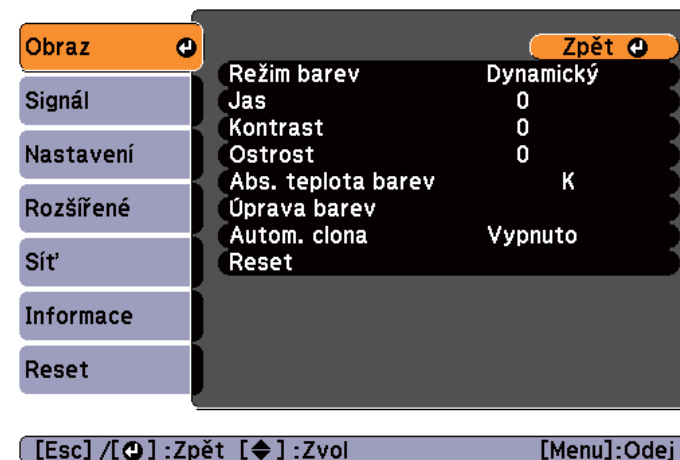 Obraz
Signál
Nastavení
Rozšířené
Síť
Informace
Reset
Zpět
Režim barev Dynamický
Jas 0
Kontrast 0
Ostrost 0
Abs. teplota barev K
Úprava barev
Autom. clona Vypnuto
Reset
[Esc] /[ ] :Zpět [ ] :Zvol [Menu]:Odej